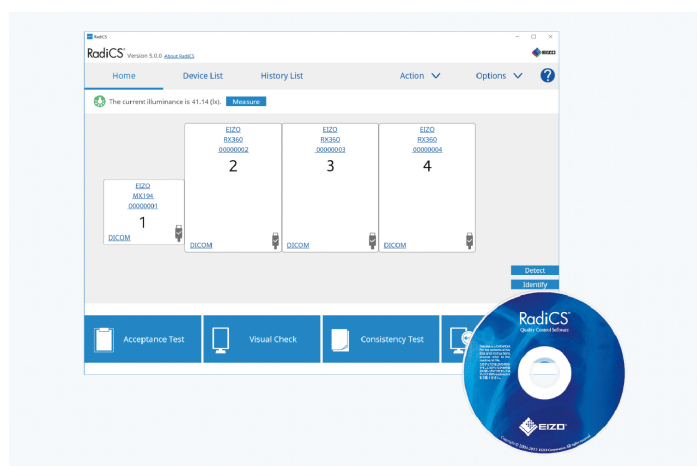 RadiCS
RadiCS Version 5.0.0 About RadiCS
EIZO
Home Device List History List Action Options ?
The current illuminance is 41.14 (lx). Measure
EIZO
MX194
00000001
1
DICOM
EIZO
RX360
00000002
2
DICOM
EIZO
RX360
00000003
3
DICOM
EIZO
RX360
00000004
4
DICOM
Detect
Identify
Acceptance Test Visual Check Consistency Test
RadiCS
Quality Control Software
EIZO